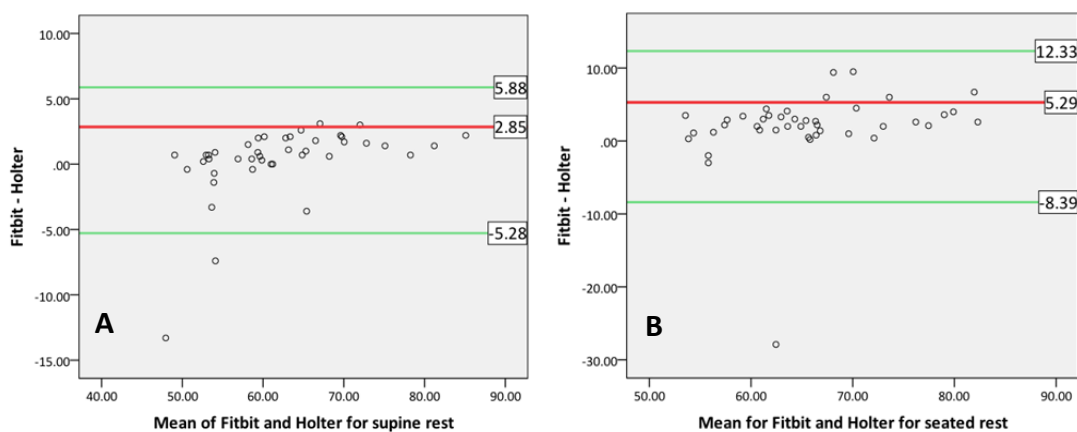 10.00
5.00
.00
-5.00
-10.00
-15.00
5.88
2.85
-5.28
Fitbit - Holter
A
40.00 50.00 60.00 70.00 80.00 90.00
Mean of Fitbit and Holter for supine rest
10.00
.00
-10.00
-20.00
-30.00
12.33
5.29
-8.39
Fitbit - Holter
B
50.00 60.00 70.00 80.00 90.00
Mean for Fitbit and Holter for seated rest